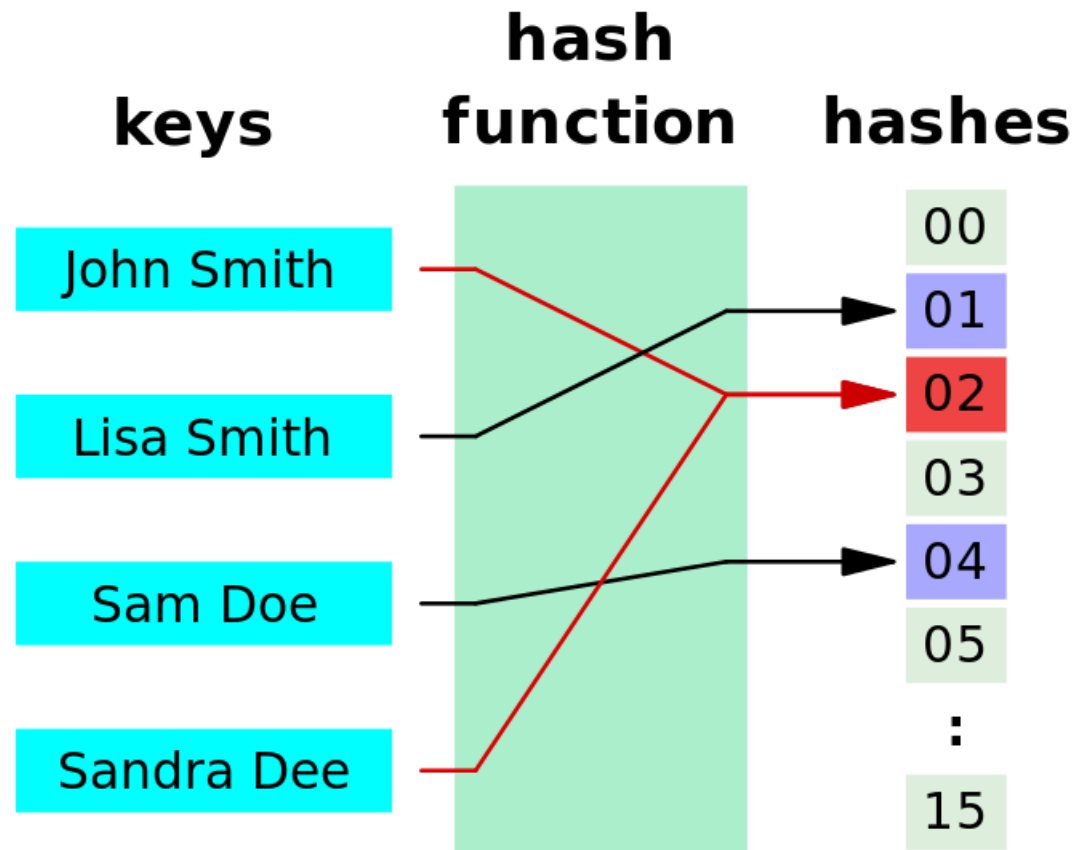 keys
hash
function
hashes
John Smith
Lisa Smith
Sam Doe
Sandra Dee
00
01
02
03
04
05
:
15